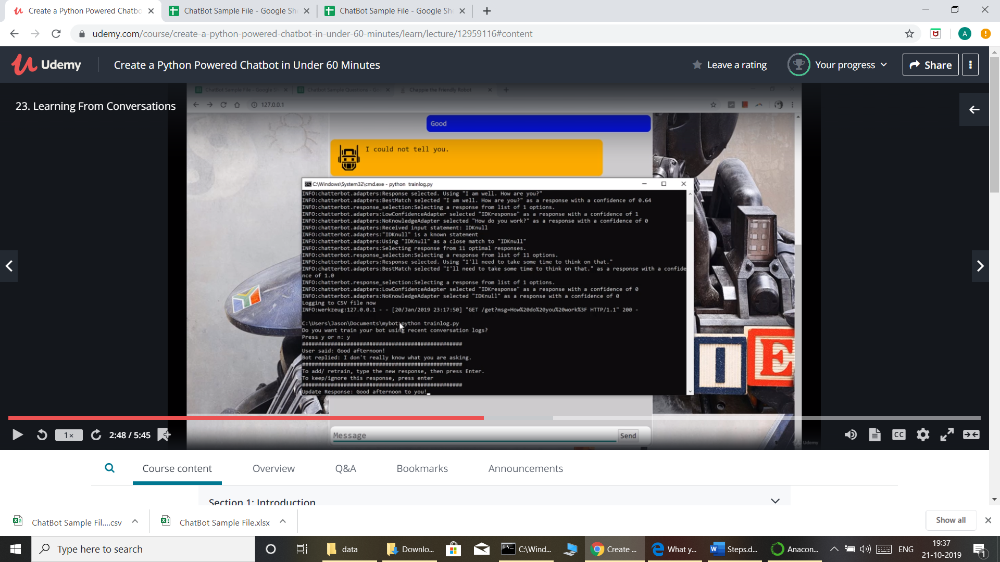 Create a Python Powered Chatbo
ChatBot Sample File - Google Sh
ChatBot Sample File - Google Sh
udemy.com/course/create-a-python-powered-chatbot-in-under-60-minutes/learn/lecture/12959116#content
A
Udemy
Create a Python Powered Chatbot in Under 60 Minutes
Leave a rating
Your progress
Share
23. Learning From Conversations
ChatBot Sample File - Google S
Chatbot Sample Questions - Go
Chappie the Friendly Robot
127.0.0.1
Good
I could not tell you.
C:\Windows\System32\cmd.exe - python trainlog.py
INFO:chatterbot.adapters:Response selected. Using "I am well. How are you?"
INFO:chatterbot.adapters:BestMatch selected "I am well. How are you?" as a response with a confidence of 0.64
INFO:chatterbot.response_selection:Selecting a response from list of 1 options.
INFO:chatterbot.adapters:LowConfidenceAdapter selected "IDKresponse" as a response with a confidence of 1
INFO:chatterbot.adapters:NoKnowledgeAdapter selected "How do you work?" as a response with a confidence of 0
INFO:chatterbot.adapters:Received input statement: IDKnull
INFO:chatterbot.adapters:"IDKnull" is a known statement
INFO:chatterbot.adapters:Using "IDKnull" as a close match to "IDKnull"
INFO:chatterbot.adapters:Selecting response from 11 optimal responses.
INFO:chatterbot.response_selection:Selecting a response from list of 11 options.
INFO:chatterbot.adapters:Response selected. Using "I'll need to take some time to think on that."
INFO:chatterbot.adapters:BestMatch selected "I'll need to take some time to think on that." as a response with a confide
nce of 1.0
INFO:chatterbot.response_selection:Selecting a response from list of 1 options.
INFO:chatterbot.adapters:LowConfidenceAdapter selected "IDKresponse" as a response with a confidence of 0
INFO:chatterbot.adapters:NoKnowledgeAdapter selected "IDKnull" as a response with a confidence of 0
Logging to CSV file now
INFO:werkzeug:127.0.0.1 - - [20/Jan/2019 23:17:50] "GET /get?msg=How%20do%20you%20work%3F HTTP/1.1" 200 -
C:\Users\Jason\Documents\mybot>python trainlog.py
Do you want train your bot using recent conversation logs?
Press y or n: y
##################################################
User said: Good afternoon!
Bot replied: I don't really know what you are asking.
##################################################
To add/ retrain, type the new response, then press Enter.
To keep/ignore this response, press enter
##################################################
Update Response: Good afternoon to you!
I E
1×
2:48 / 5:45
Message
Send
CC
Udemy
Course content
Overview
Q&A
Bookmarks
Announcements
Section 1: Introduction
ChatBot Sample Fil....csv
ChatBot Sample File.xlsx
Show all
Type here to search
data
Downlo...
C:\Wind...
Create ...
What y...
Steps.d...
Anacon...
ENG
19:37
21-10-2019
1